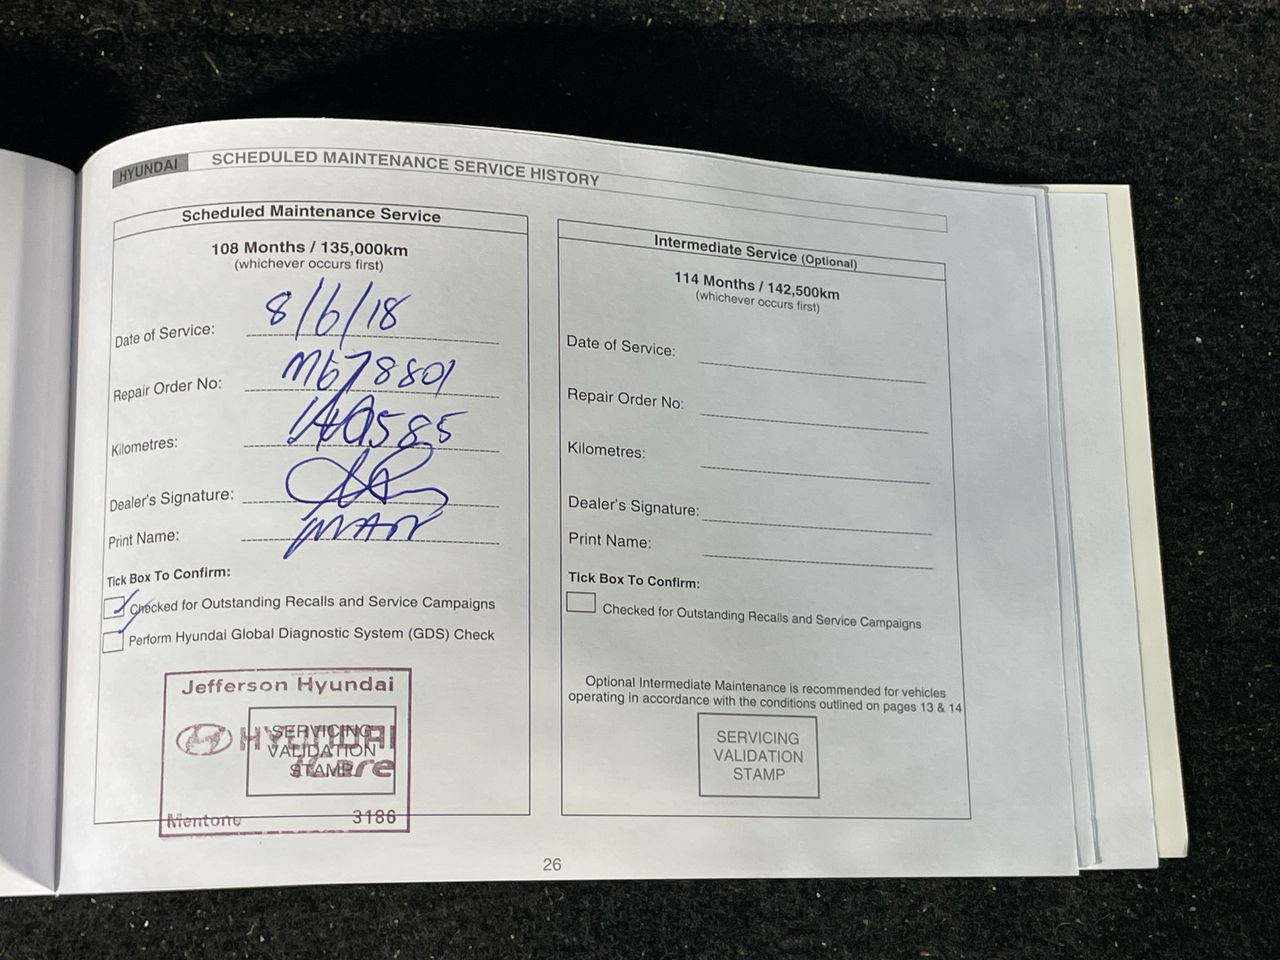 HYUNDAI SCHEDULED MAINTENANCE SERVICE HISTORY
Scheduled Maintenance Service
108 Months / 135,000km
(whichever occurs first)
Date of Service: 8/6/18
Repair Order No: M678801
Kilometres:
Dealer's Signature:
Print Name:
Tick Box To Confirm:
Checked for Outstanding Recalls and Service Campaigns
Perform Hyundai Global Diagnostic System (GDS) Check
Jefferson Hyundai
HYUNDAI
iCare
SERVICING
VALIDATION
STAMP
Mentone 3186
Intermediate Service (Optional)
114 Months / 142,500km
(whichever occurs first)
Date of Service:
Repair Order No:
Kilometres:
Dealer's Signature:
Print Name:
Tick Box To Confirm:
Checked for Outstanding Recalls and Service Campaigns
Optional Intermediate Maintenance is recommended for vehicles
operating in accordance with the conditions outlined on pages 13 & 14
SERVICING
VALIDATION
STAMP
26